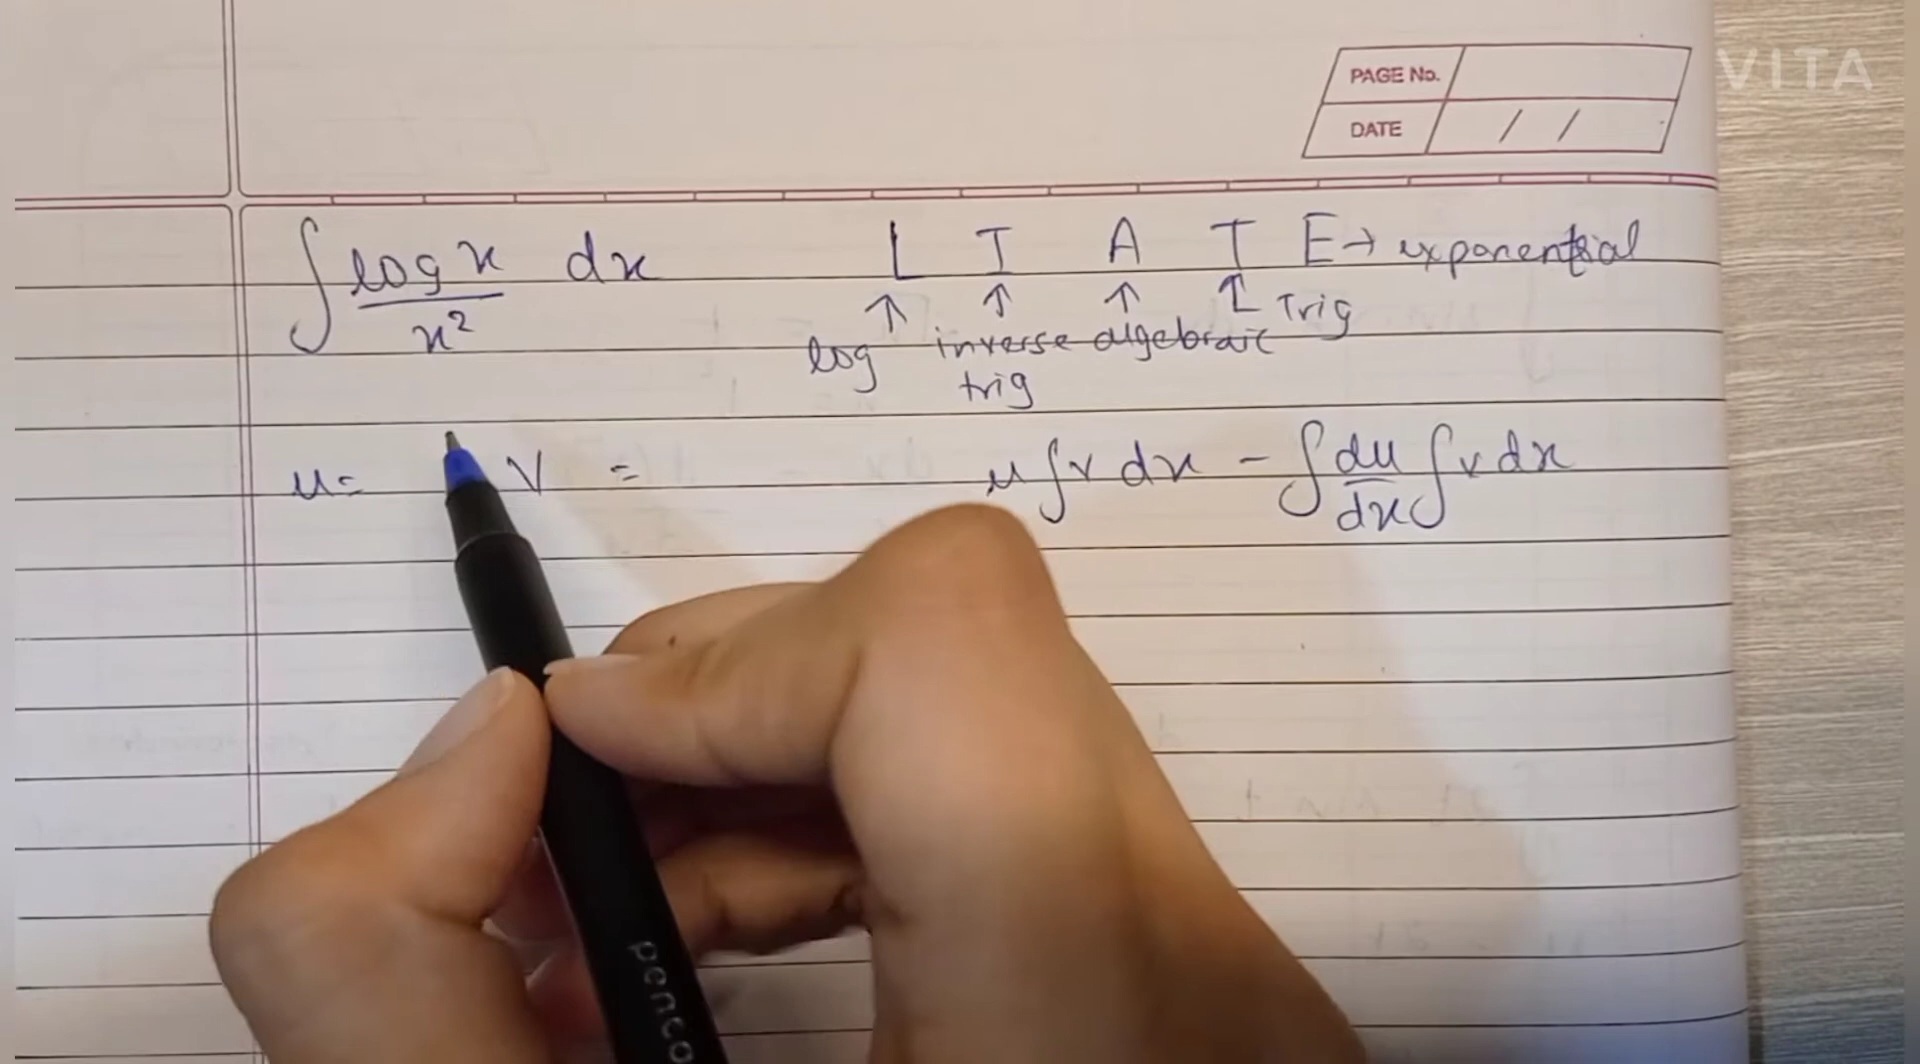 VITA
PAGE No.
DATE / /
∫ log x / x² dx
L I A T E → exponential
↑ ↑ ↑ ↑ Trig
log inverse algebraic
trig
u = V = u∫v dx - ∫ du/dx ∫v dx
penco